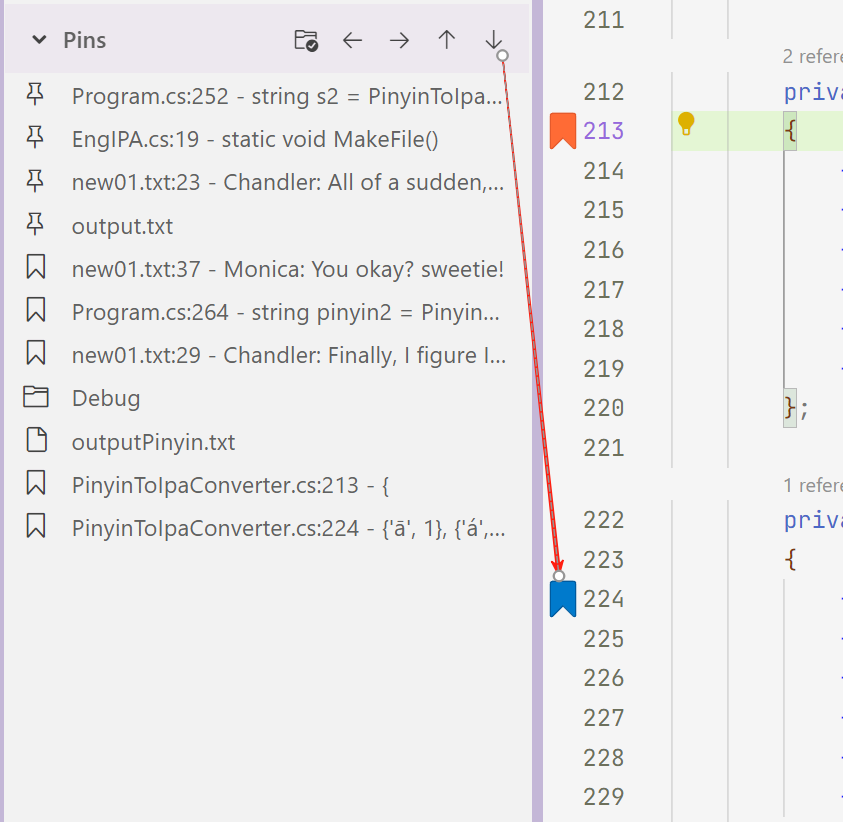 Pins
Program.cs:252 - string s2 = PinyinToIpa...
EngIPA.cs:19 - static void MakeFile()
new01.txt:23 - Chandler: All of a sudden,...
output.txt
new01.txt:37 - Monica: You okay? sweetie!
Program.cs:264 - string pinyin2 = Pinyin...
new01.txt:29 - Chandler: Finally, I figure I...
Debug
outputPinyin.txt
PinyinToIpaConverter.cs:213 - {
PinyinToIpaConverter.cs:224 - {'ā', 1}, {'á',...
211
2 refere
212 priva
213 {
214
215
216
217
218
219
220 };
221
1 refere
222 priva
223 {
224
225
226
227
228
229